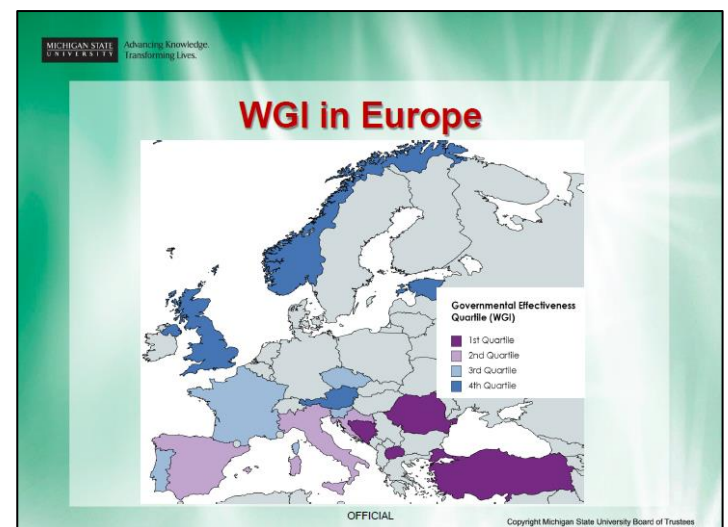 MICHIGAN STATE
UNIVERSITY
Advancing Knowledge.
Transforming Lives.
WGI in Europe
Governmental Effectiveness
Quartile (WGI)
1st Quartile
2nd Quartile
3rd Quartile
4th Quartile
OFFICIAL
Copyright Michigan State University Board of Trustees